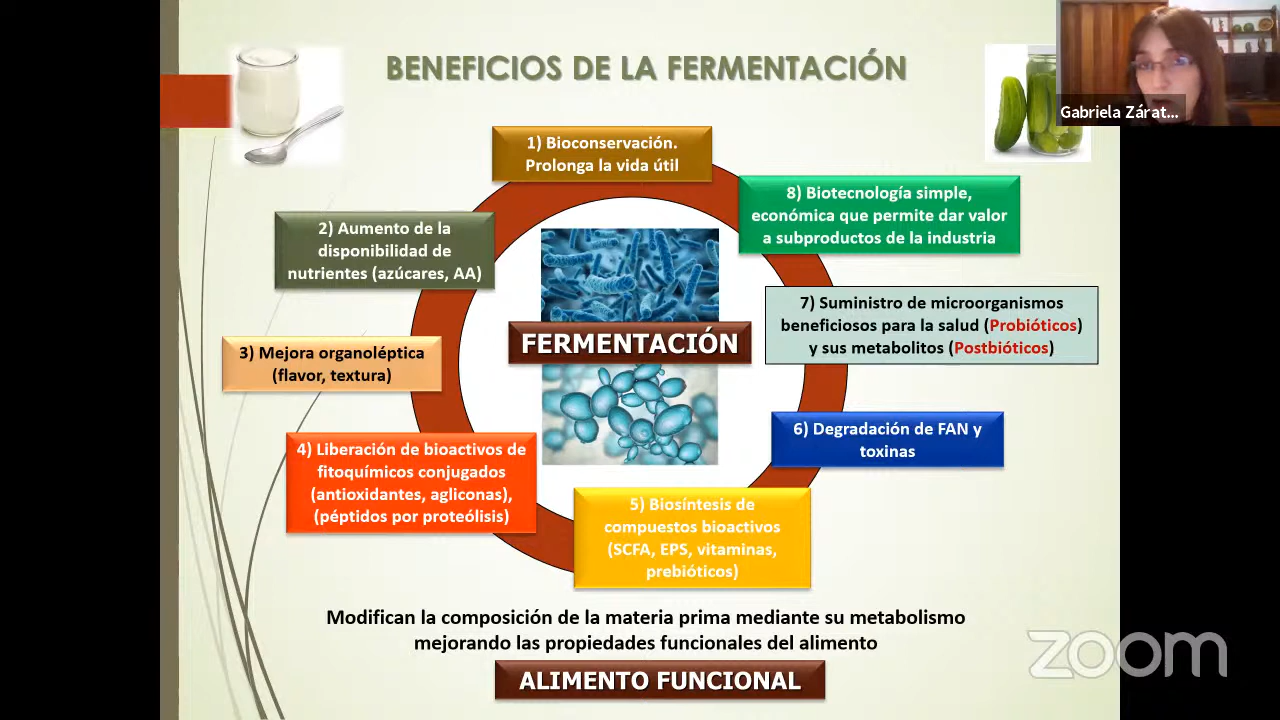 BENEFICIOS DE LA FERMENTACIÓN
Gabriela Zárat...
1) Bioconservación.
Prolonga la vida útil
8) Biotecnología simple,
económica que permite dar valor
a subproductos de la industria
2) Aumento de la
disponibilidad de
nutrientes (azúcares, AA)
7) Suministro de microorganismos
beneficiosos para la salud (Probióticos)
y sus metabolitos (Postbióticos)
FERMENTACIÓN
3) Mejora organoléptica
(flavor, textura)
6) Degradación de FAN y
toxinas
4) Liberación de bioactivos de
fitoquímicos conjugados
(antioxidantes, agliconas),
(péptidos por proteólisis)
5) Biosíntesis de
compuestos bioactivos
(SCFA, EPS, vitaminas,
prebióticos)
Modifican la composición de la materia prima mediante su metabolismo
mejorando las propiedades funcionales del alimento
ALIMENTO FUNCIONAL
zoom